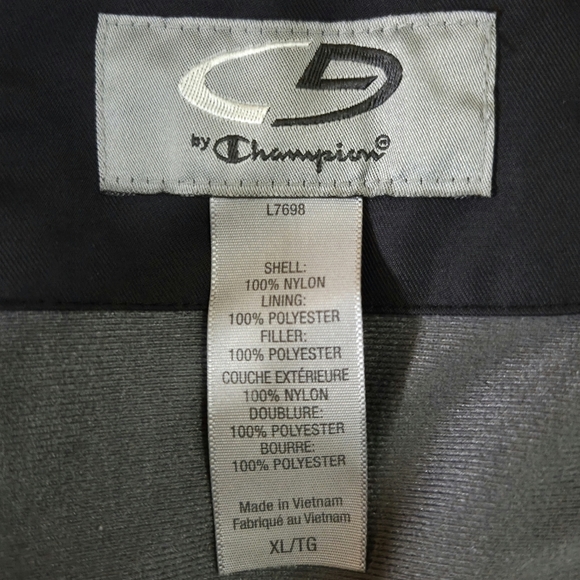 C9
by Champion®
L7698
SHELL:
100% NYLON
LINING:
100% POLYESTER
FILLER:
100% POLYESTER
COUCHE EXTÉRIEURE
100% NYLON
DOUBLURE:
100% POLYESTER
BOURRE:
100% POLYESTER
Made in Vietnam
Fabriqué au Vietnam
XL/TG